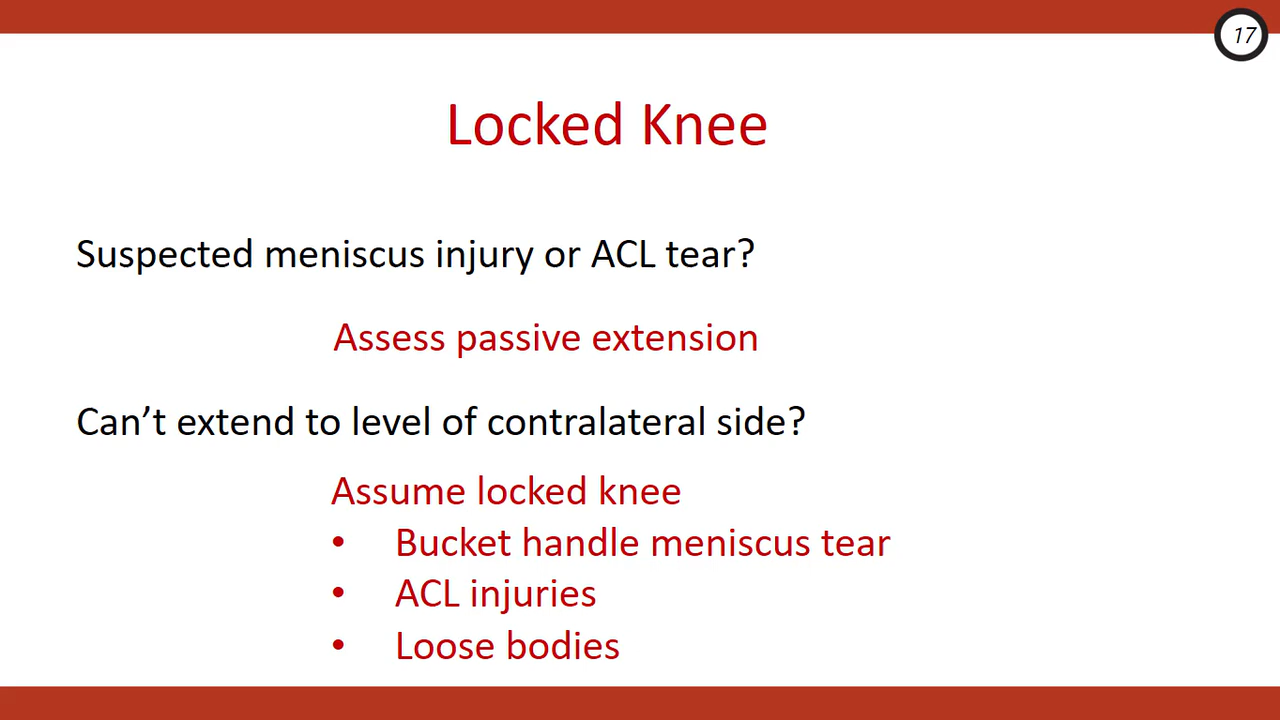 17
Locked Knee
Suspected meniscus injury or ACL tear?
Assess passive extension
Can’t extend to level of contralateral side?
Assume locked knee
• Bucket handle meniscus tear
• ACL injuries
• Loose bodies